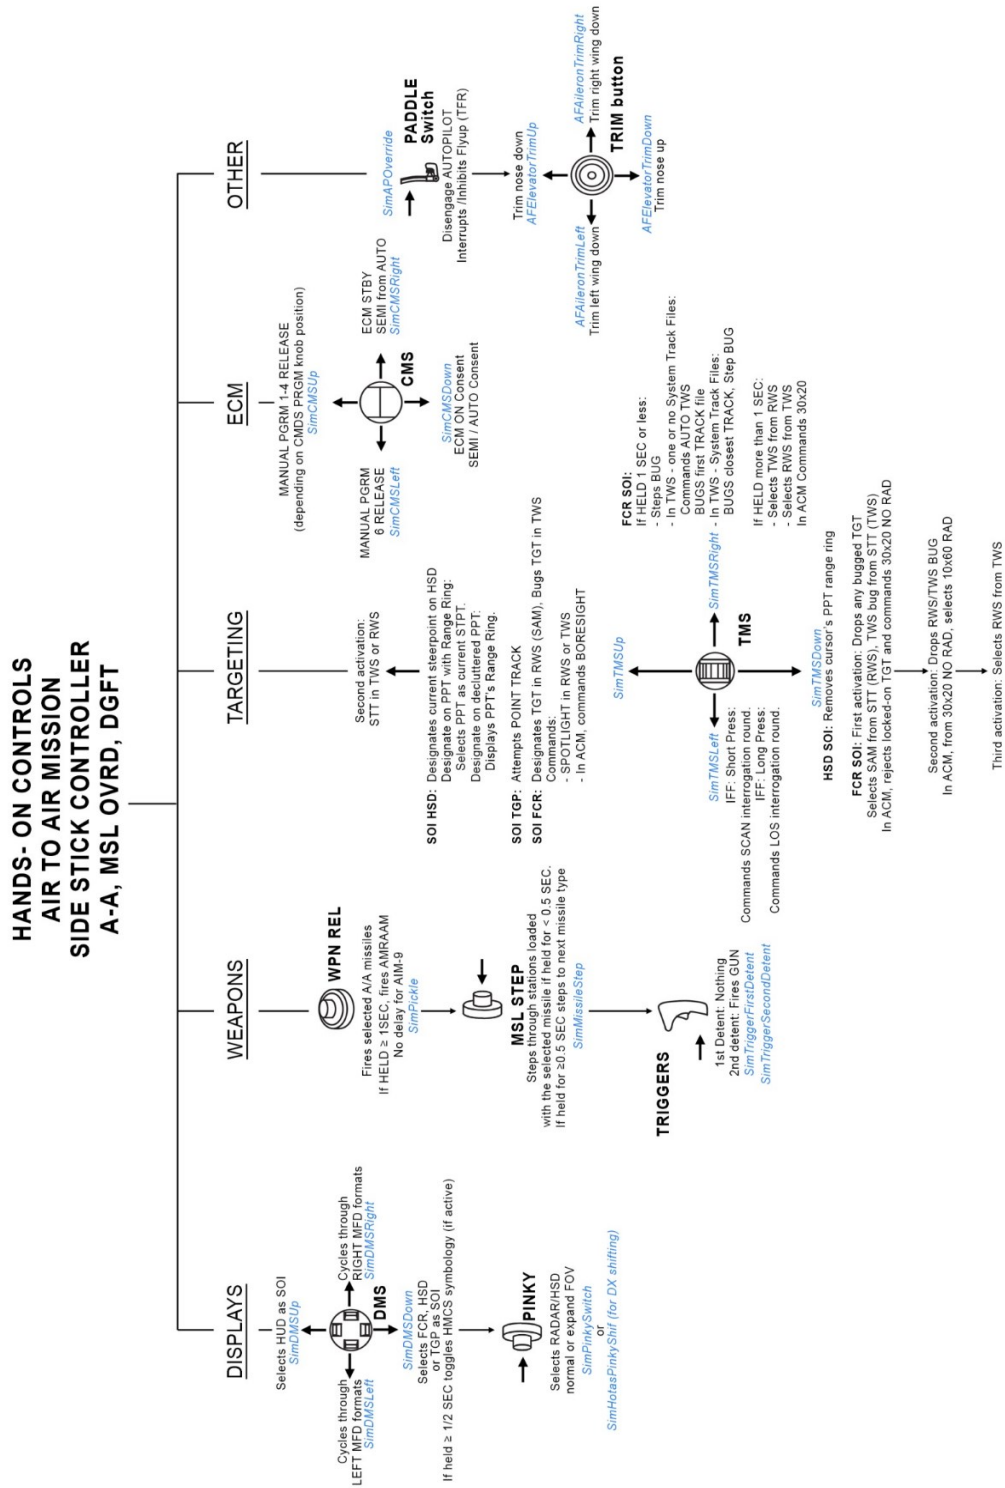 HANDS- ON CONTROLS
AIR TO AIR MISSION
SIDE STICK CONTROLLER
A-A, MSL OVRD, DGFT
DISPLAYS
Selects HUD as SOI
SimDMSUp
Cycles through
LEFT MFD formats
SimDMSLeft
Cycles through
RIGHT MFD formats
SimDMSRight
DMS
SimDMSDown
Selects FCR, HSD
or TGP as SOI
If held ≥ 1/2 SEC toggles HMCS symbology (if active)
PINKY
Selects RADAR/HSD
normal or expand FOV
SimPinkySwitch
or
SimHotasPinkyShif (for DX shifting)
WEAPONS
WPN REL
Fires selected A/A missiles
If HELD ≥ 1SEC, fires AMRAAM
No delay for AIM-9
SimPickle
MSL STEP
Steps through stations loaded
with the selected missile if held for < 0.5 SEC.
If held for ≥0.5 SEC steps to next missile type
SimMissileStep
TRIGGERS
1st Detent: Nothing
2nd detent: Fires GUN
SimTriggerFirstDetent
SimTriggerSecondDetent
TARGETING
Second activation:
STT in TWS or RWS
SOI HSD: Designates current steerpoint on HSD
Designate on PPT with Range Ring:
Selects PPT as current STPT.
Designate on decluttered PPT:
Displays PPT's Range Ring.
SOI TGP: Attempts POINT TRACK
SOI FCR: Designates TGT in RWS (SAM), Bugs TGT in TWS
Commands:
- SPOTLIGHT in RWS or TWS
- In ACM, commands BORESIGHT
SimTMSUp
SimTMSLeft
IFF: Short Press:
Commands SCAN interrogation round.
IFF: Long Press:
Commands LOS interrogation round.
TMS
SimTMSRight
FCR SOI:
If HELD 1 SEC or less:
- Steps BUG
- In TWS - one or no System Track Files:
Commands AUTO TWS
BUGS first TRACK file
- In TWS - System Track Files:
BUGS closest TRACK, Step BUG
If HELD more than 1 SEC:
- Selects TWS from RWS
- Selects RWS from TWS
In ACM Commands 30x20
SimTMSDown
HSD SOI: Removes cursor's PPT range ring
FCR SOI: First activation: Drops any bugged TGT
Selects SAM from STT (RWS), TWS bug from STT (TWS)
In ACM, rejects locked-on TGT and commands 30x20 NO RAD
Second activation: Drops RWS/TWS BUG
In ACM, from 30x20 NO RAD, selects 10x60 RAD
Third activation: Selects RWS from TWS
ECM
MANUAL PGRM 1-4 RELEASE
(depending on CMDS PRGM knob position)
SimCMSUp
MANUAL PGRM
6 RELEASE
SimCMSLeft
ECM STBY
SEMI from AUTO
SimCMSRight
CMS
SimCMSDown
ECM ON Consent
SEMI / AUTO Consent
OTHER
SimAPOverride
PADDLE
Switch
Disengage AUTOPILOT
Interrupts /Inhibits Flyup (TFR)
Trim nose down
AFElevatorTrimUp
AFAileronTrimLeft
Trim left wing down
AFAileronTrimRight
Trim right wing down
TRIM button
AFElevatorTrimDown
Trim nose up